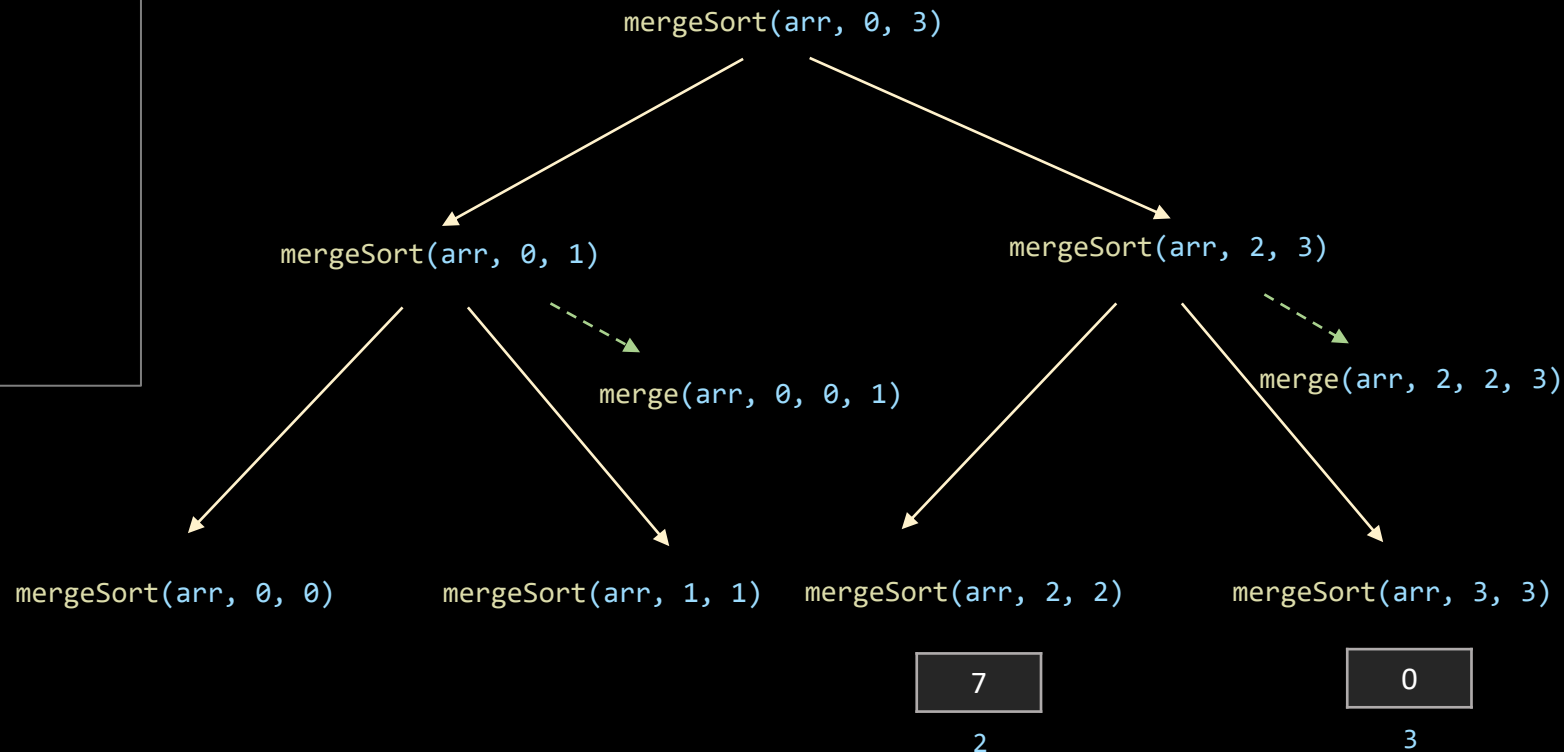 mergeSort(arr, 0, 3)
mergeSort(arr, 0, 1)
mergeSort(arr, 2, 3)
merge(arr, 0, 0, 1)
merge(arr, 2, 2, 3)
mergeSort(arr, 0, 0)
mergeSort(arr, 1, 1)
mergeSort(arr, 2, 2)
mergeSort(arr, 3, 3)
7
0
2
3